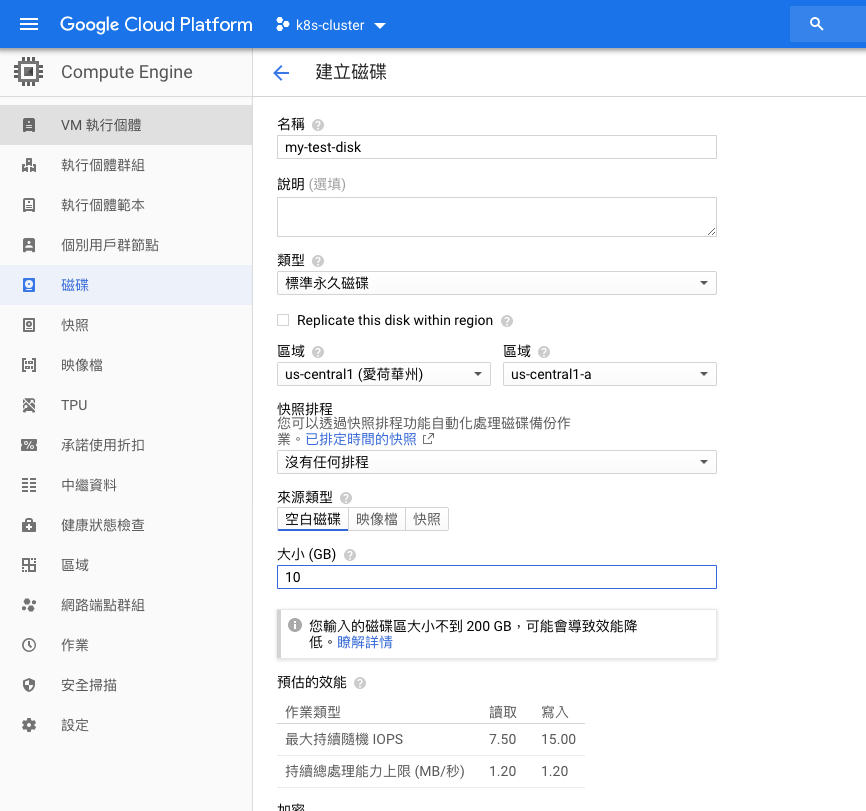 Google Cloud Platform
k8s-cluster
Compute Engine
建立磁碟
VM 執行個體
執行個體群組
執行個體範本
個別用戶群節點
磁碟
快照
映像檔
TPU
承諾使用折扣
中繼資料
健康狀態檢查
區域
網路端點群組
作業
安全掃描
設定
名稱
my-test-disk
說明 (選填)
類型
標準永久磁碟
Replicate this disk within region
區域 區域
us-central1 (愛荷華州) us-central1-a
快照排程
您可以透過快照排程功能自動化處理磁碟備份作
業。已排定時間的快照
沒有任何排程
來源類型
空白磁碟 映像檔 快照
大小 (GB)
10
您輸入的磁碟區大小不到 200 GB，可能會導致效能降
低。瞭解詳情
預估的效能
作業類型 讀取 寫入
最大持續隨機 IOPS 7.50 15.00
持續總處理能力上限 (MB/秒) 1.20 1.20
加密